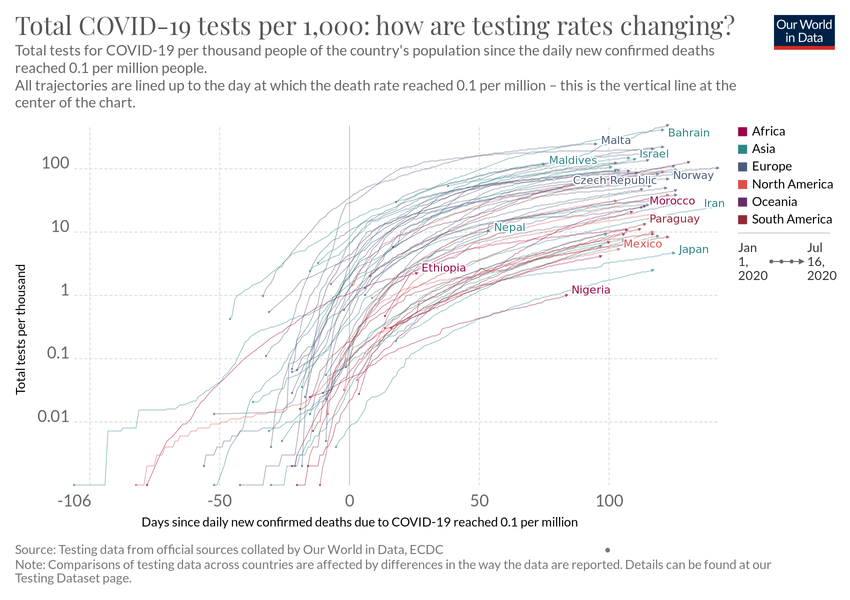 Total COVID-19 tests per 1,000: how are testing rates changing?
Our World
in Data
Total tests for COVID-19 per thousand people of the country's population since the daily new confirmed deaths
reached 0.1 per million people.
All trajectories are lined up to the day at which the death rate reached 0.1 per million – this is the vertical line at the
center of the chart.
Total tests per thousand
100
10
1
0.1
0.01
Bahrain
Malta
Israel
Maldives
Czech Republic
Norway
Morocco
Iran
Paraguay
Nepal
Mexico
Japan
Ethiopia
Nigeria
Africa
Asia
Europe
North America
Oceania
South America
Jan
1,
2020
Jul
16,
2020
-106
-50
0
50
100
Days since daily new confirmed deaths due to COVID-19 reached 0.1 per million
Source: Testing data from official sources collated by Our World in Data, ECDC
Note: Comparisons of testing data across countries are affected by differences in the way the data are reported. Details can be found at our
Testing Dataset page.